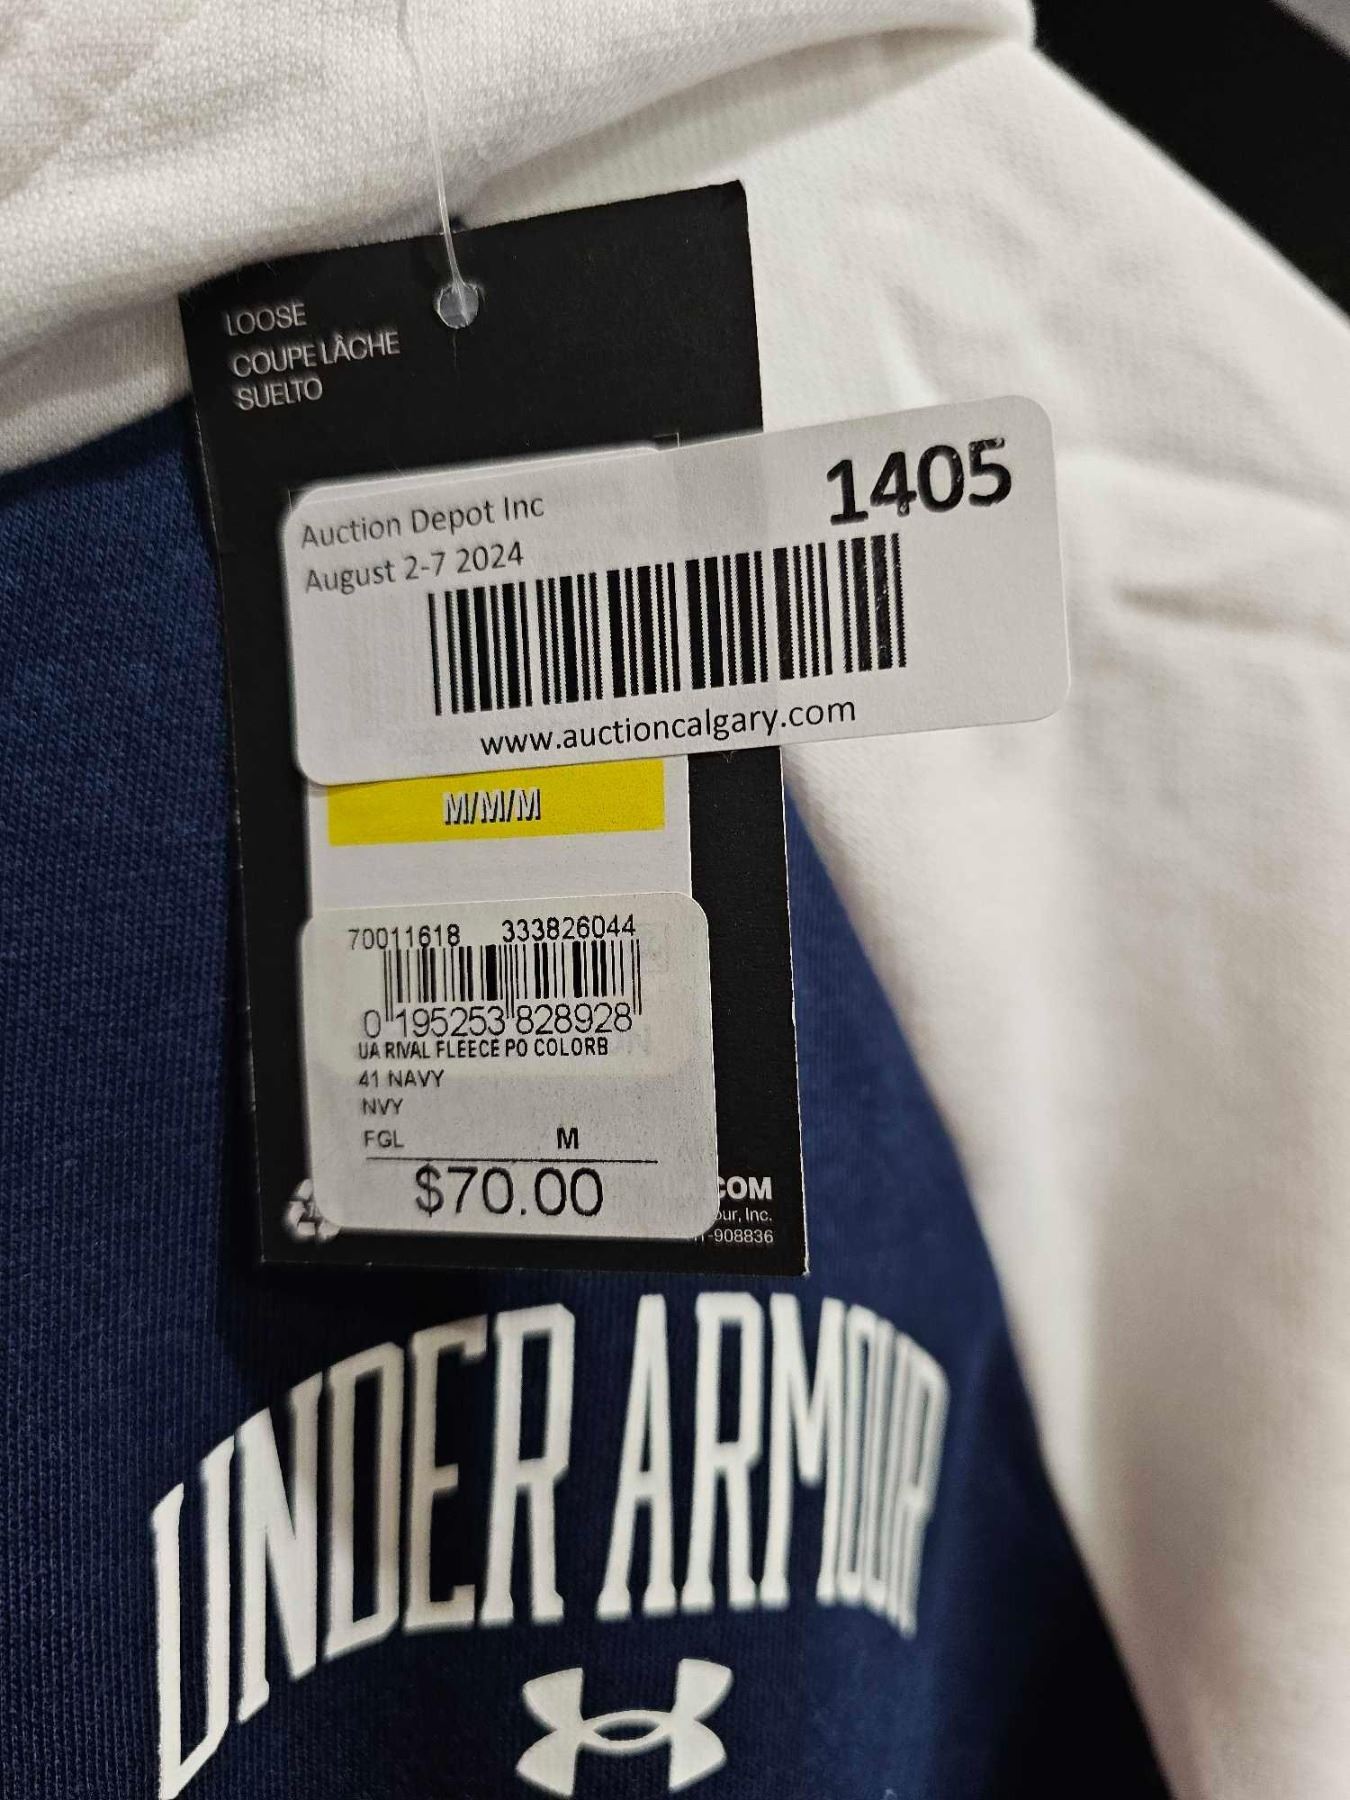 LOOSE
COUPE LÂCHE
SUELTO
Auction Depot Inc
1405
August 2-7 2024
www.auctioncalgary.com
M/M/M
70011618 333826044
0 195253 828928
UA RIVAL FLEECE PO COLORB
41 NAVY
NVY
FGL M
$70.00
.COM
our, Inc.
-908836
UNDER ARMOUR